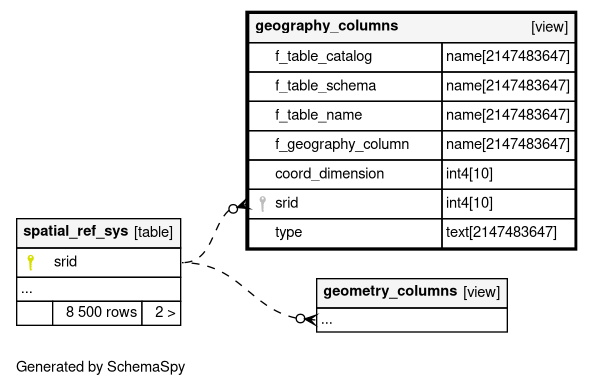 geography_columns [view]
f_table_catalog name[2147483647]
f_table_schema name[2147483647]
f_table_name name[2147483647]
f_geography_column name[2147483647]
coord_dimension int4[10]
srid int4[10]
type text[2147483647]
spatial_ref_sys [table]
srid
...
8 500 rows 2 >
geometry_columns [view]
...
Generated by SchemaSpy